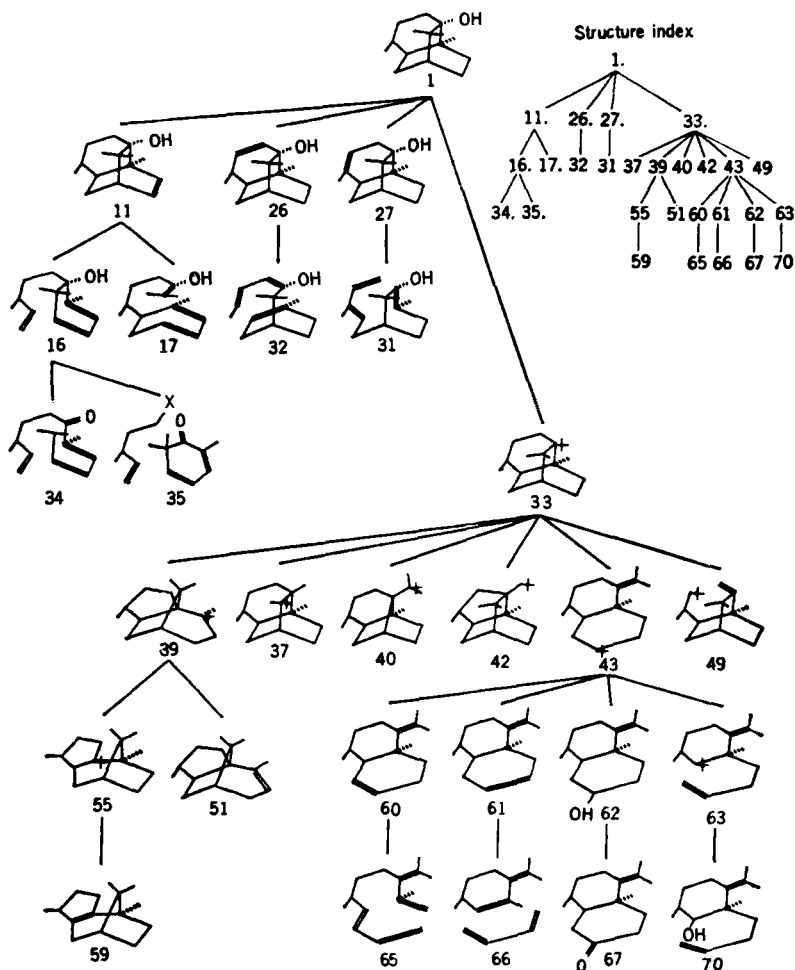 OH
Structure index
1
1.
11. 26. 27. 33.
OH OH OH
16. 17. 32 31 37 39 40 42 43 49
11 26 27
34. 35. 55 51 60 61 62 63
59 65 66 67 70
OH OH OH OH
16 17 32 31
X
O O
34 35
+
33
+ + + + + +
39 37 40 42 43 49
+ +
55 51 60 61 OH 62 63
OH
59 65 66 O 67 70